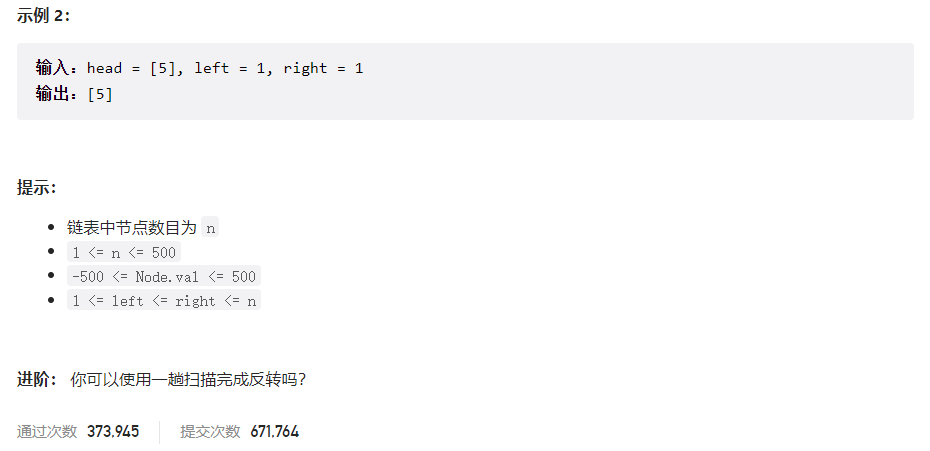 示例 2：
输入：head = [5], left = 1, right = 1
输出：[5]
提示：
链表中节点数目为 n
1 <= n <= 500
-500 <= Node.val <= 500
1 <= left <= right <= n
进阶： 你可以使用一趟扫描完成反转吗？
通过次数 373,945 提交次数 671,764